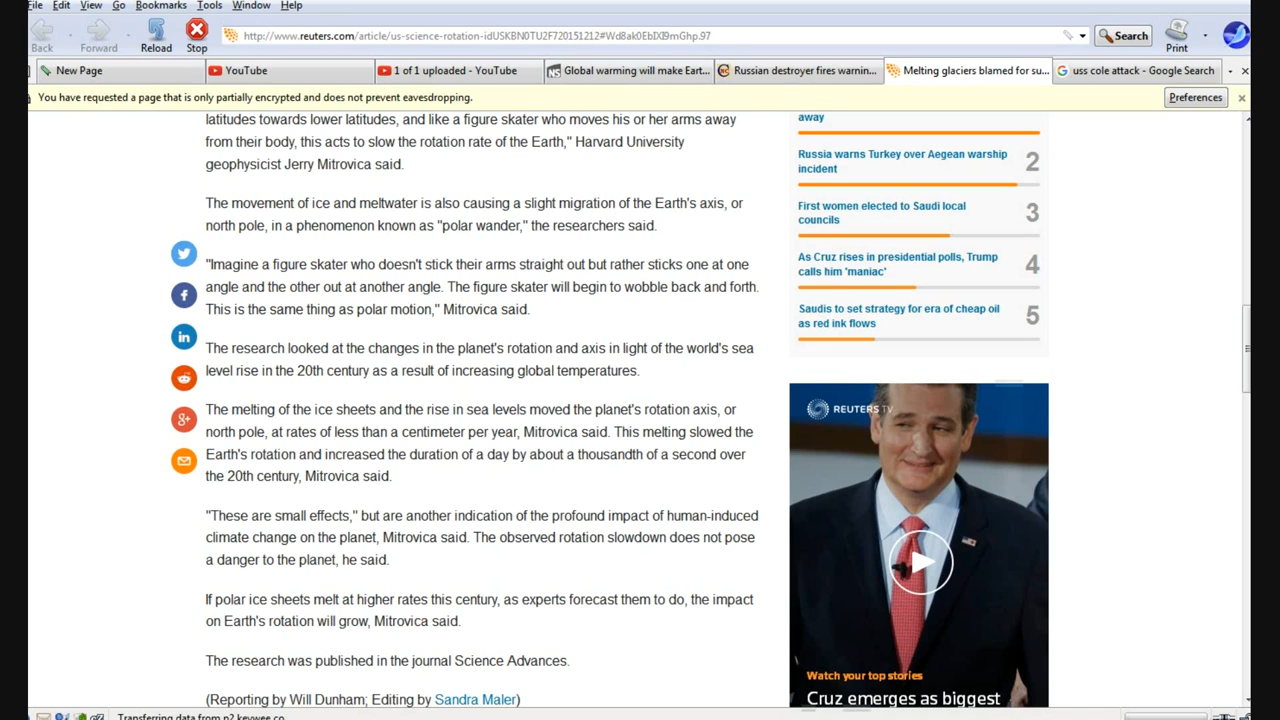 File Edit View Go Bookmarks Tools Window Help
Back Forward Reload Stop
http://www.reuters.com/article/us-science-rotation-idUSKBN0TU2F720151212#Wd8ak0EbIXI9mGhp.97
Search
Print
New Page
YouTube
1 of 1 uploaded - YouTube
Global warming will make Eart...
Russian destroyer fires warnin...
Melting glaciers blamed for su...
uss cole attack - Google Search
You have requested a page that is only partially encrypted and does not prevent eavesdropping.
Preferences
latitudes towards lower latitudes, and like a figure skater who moves his or her arms away
from their body, this acts to slow the rotation rate of the Earth," Harvard University
geophysicist Jerry Mitrovica said.
The movement of ice and meltwater is also causing a slight migration of the Earth's axis, or
north pole, in a phenomenon known as "polar wander," the researchers said.
"Imagine a figure skater who doesn't stick their arms straight out but rather sticks one at one
angle and the other out at another angle. The figure skater will begin to wobble back and forth.
This is the same thing as polar motion," Mitrovica said.
The research looked at the changes in the planet's rotation and axis in light of the world's sea
level rise in the 20th century as a result of increasing global temperatures.
The melting of the ice sheets and the rise in sea levels moved the planet's rotation axis, or
north pole, at rates of less than a centimeter per year, Mitrovica said. This melting slowed the
Earth's rotation and increased the duration of a day by about a thousandth of a second over
the 20th century, Mitrovica said.
"These are small effects," but are another indication of the profound impact of human-induced
climate change on the planet, Mitrovica said. The observed rotation slowdown does not pose
a danger to the planet, he said.
If polar ice sheets melt at higher rates this century, as experts forecast them to do, the impact
on Earth's rotation will grow, Mitrovica said.
The research was published in the journal Science Advances.
(Reporting by Will Dunham; Editing by Sandra Maler)
away
Russia warns Turkey over Aegean warship
incident
2
First women elected to Saudi local
councils
3
As Cruz rises in presidential polls, Trump
calls him 'maniac'
4
Saudis to set strategy for era of cheap oil
as red ink flows
5
REUTERS TV
Watch your top stories
Cruz emerges as biggest
Transferring data from p2.keywee.co